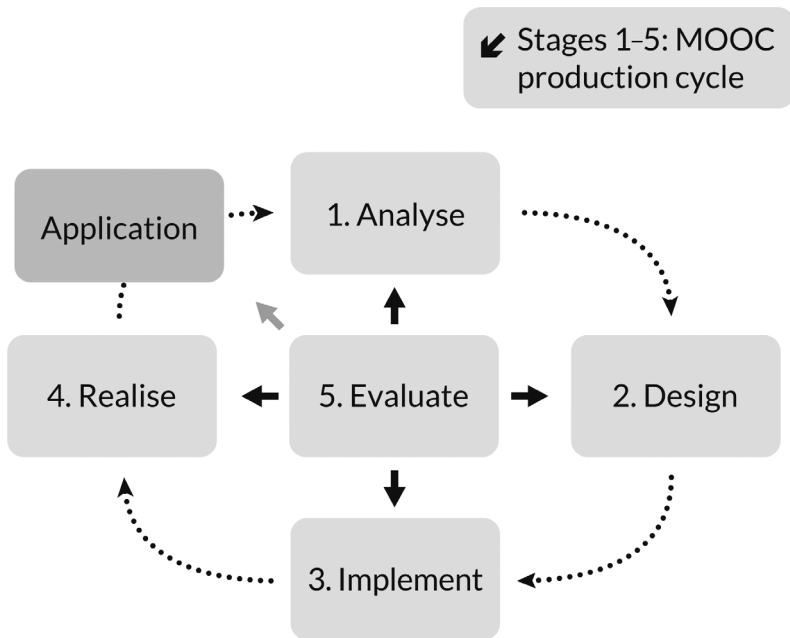 Stages 1–5: MOOC
production cycle
Application
1. Analyse
4. Realise
5. Evaluate
2. Design
3. Implement